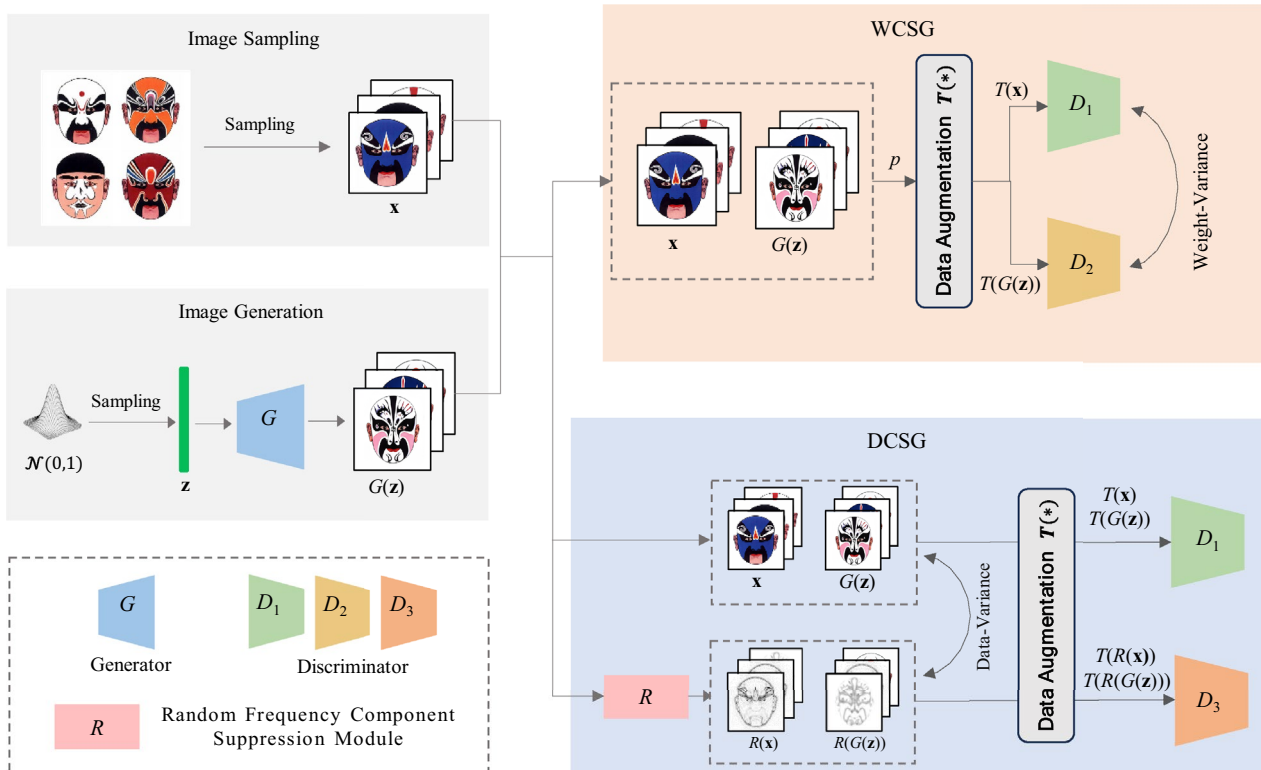 Image Sampling
Sampling
x
Image Generation
Sampling
𝒩(0,1)
z
G
G(z)
WCSG
x
G(z)
p
Data Augmentation T(*)
T(x)
T(G(z))
D₁
D₂
Weight-Variance
DCSG
x
G(z)
Data-Variance
R
R(x)
R(G(z))
Data Augmentation T(*)
T(x)
T(G(z))
D₁
T(R(x))
T(R(G(z)))
D₃
G
Generator
D₁
D₂
D₃
Discriminator
R
Random Frequency Component
Suppression Module